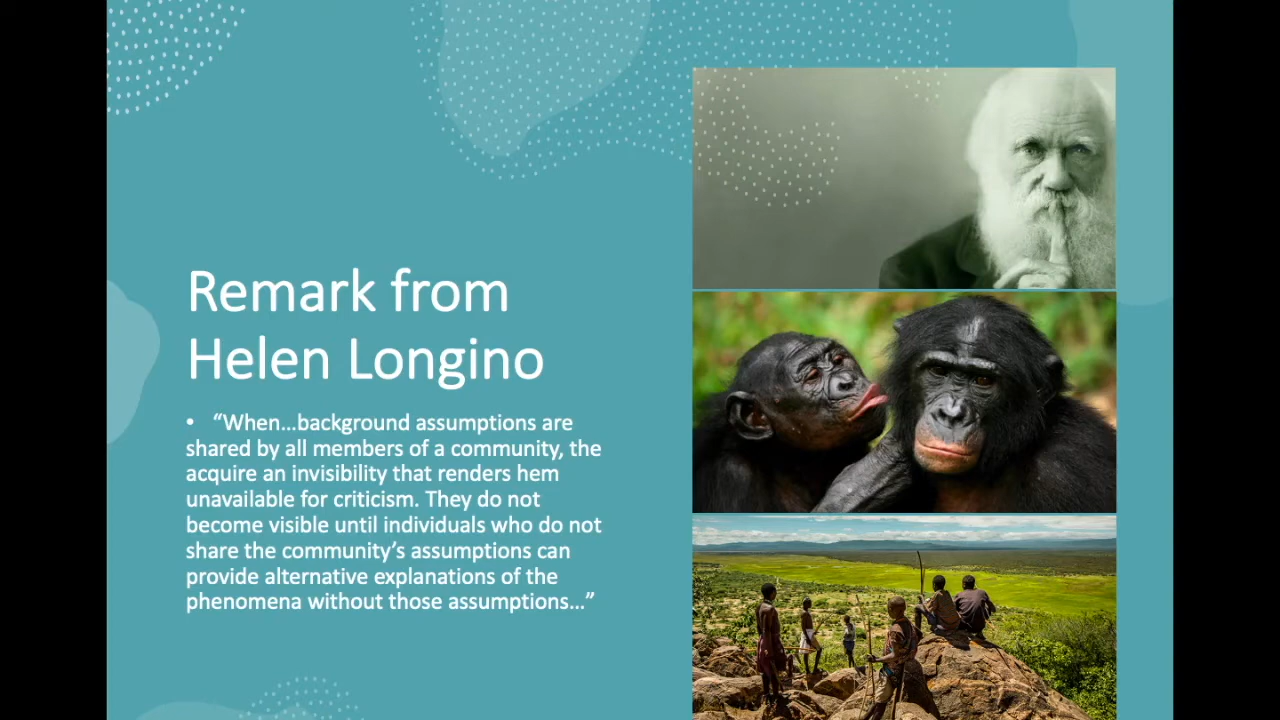 Remark from
Helen Longino
• “When…background assumptions are
shared by all members of a community, the
acquire an invisibility that renders hem
unavailable for criticism. They do not
become visible until individuals who do not
share the community’s assumptions can
provide alternative explanations of the
phenomena without those assumptions…”